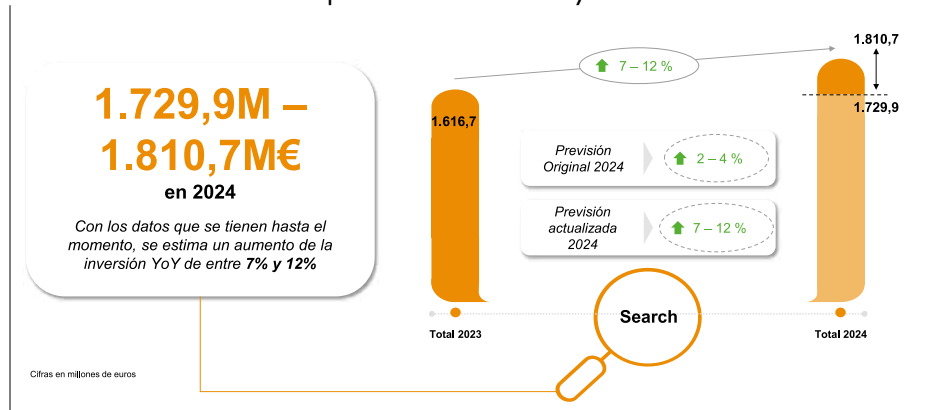 1.729,9M –
1.810,7M€
en 2024
Con los datos que se tienen hasta el
momento, se estima un aumento de la
inversión YoY de entre 7% y 12%
1.810,7
7 – 12 %
1.616,7
1.729,9
Previsión
Original 2024
2 – 4 %
Previsión
actualizada
2024
7 – 12 %
Search
Total 2023
Total 2024
Cifras en millones de euros